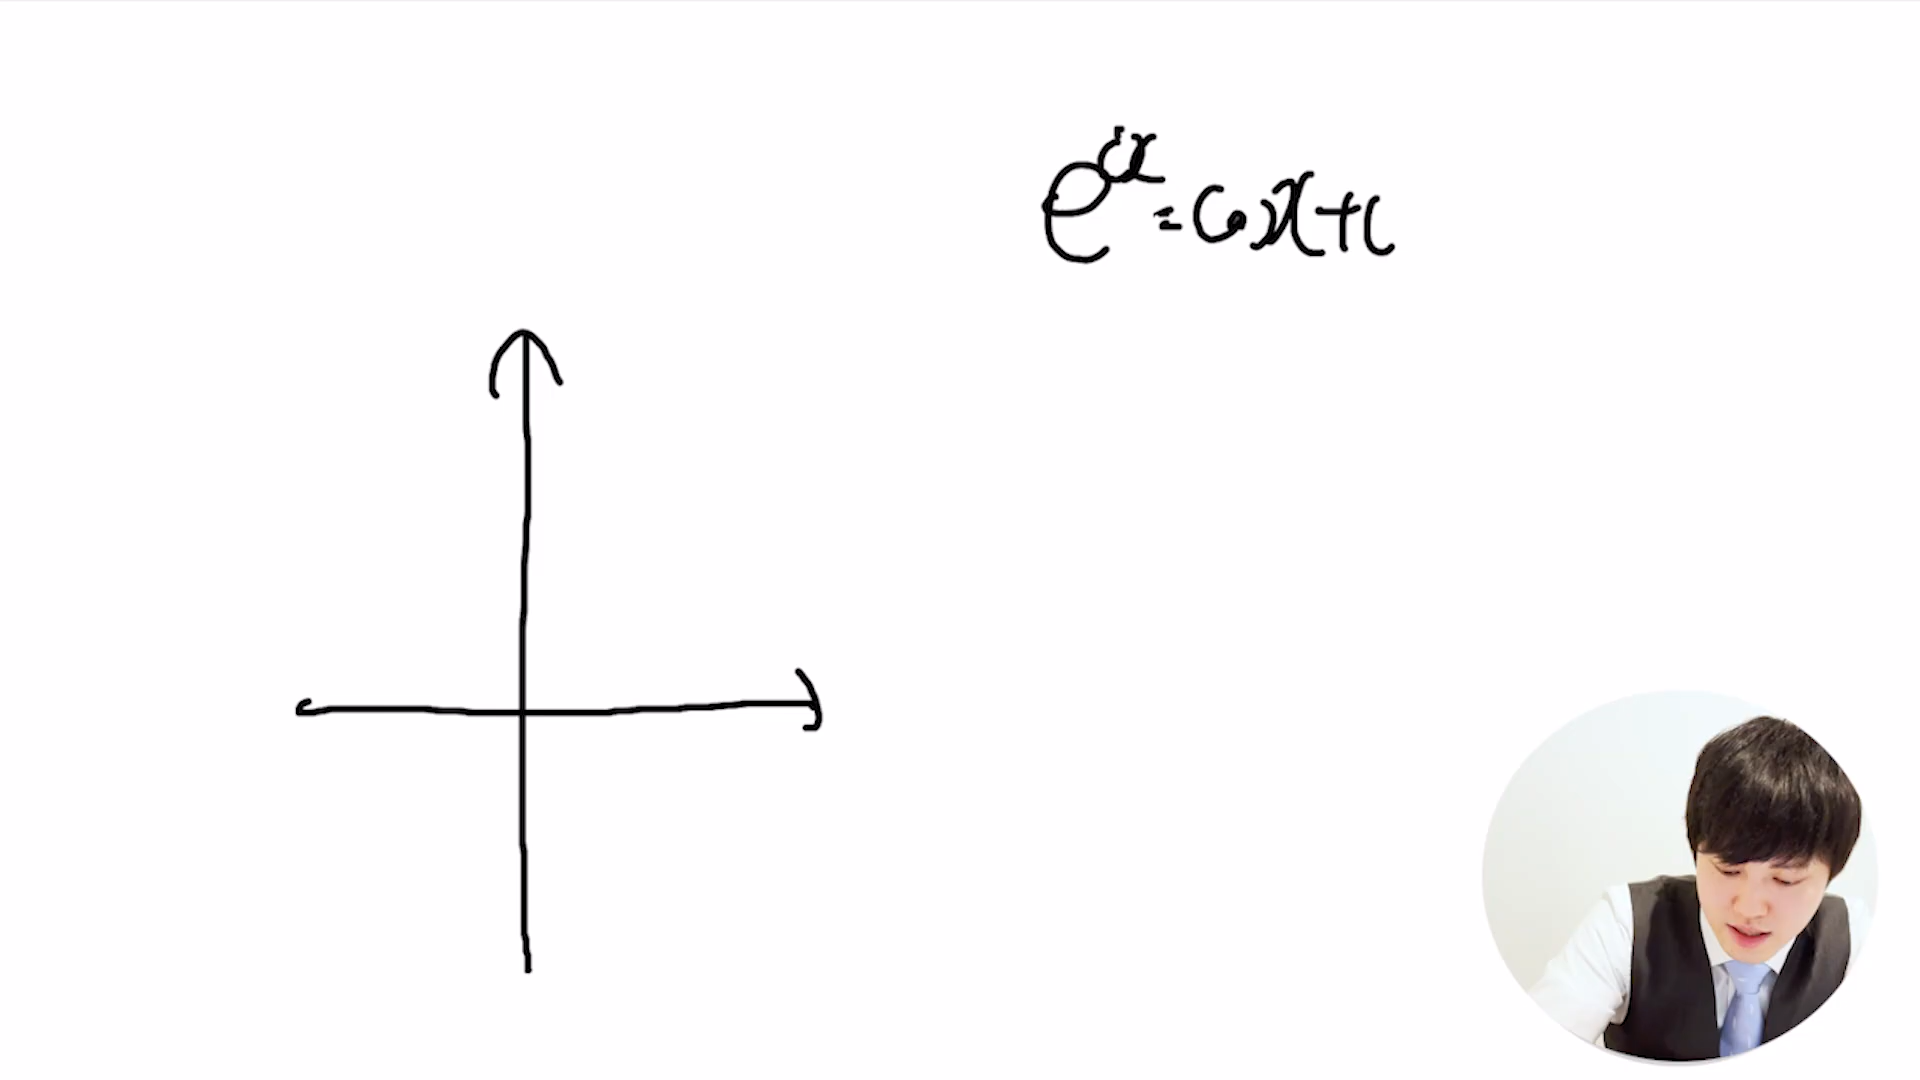 e^{ix} = cos x + i